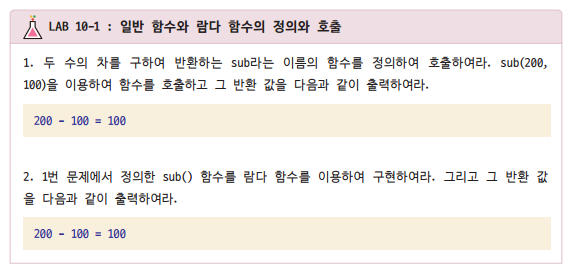 LAB 10-1 : 일반 함수와 람다 함수의 정의와 호출
1. 두 수의 차를 구하여 반환하는 sub라는 이름의 함수를 정의하여 호출하여라. sub(200,
100)을 이용하여 함수를 호출하고 그 반환 값을 다음과 같이 출력하여라.
200 - 100 = 100
2. 1번 문제에서 정의한 sub() 함수를 람다 함수를 이용하여 구현하여라. 그리고 그 반환 값
을 다음과 같이 출력하여라.
200 - 100 = 100